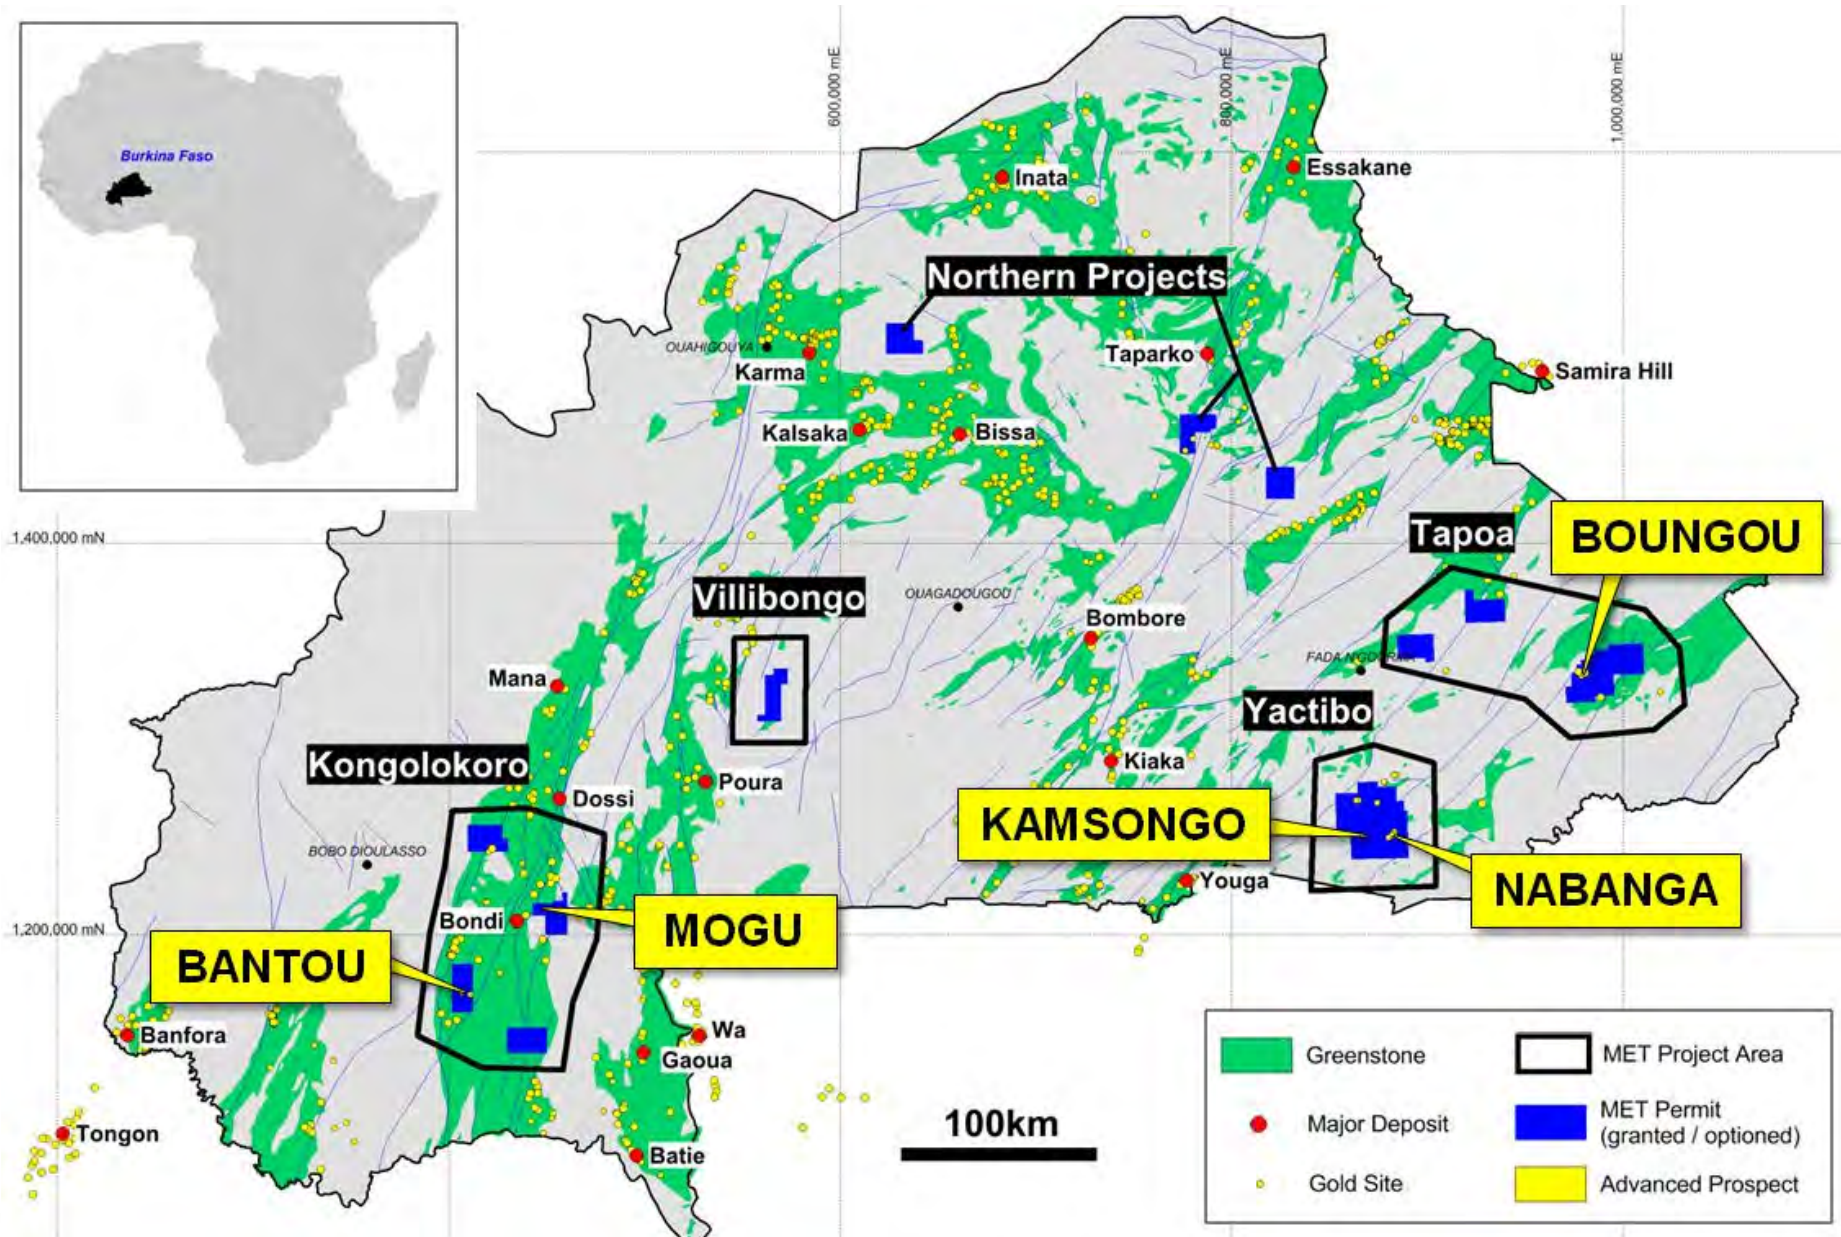 Burkina Faso
600,000 mE
800,000 mE
1,000,000 mE
Inata
Essakane
Northern Projects
OUAHIGOUYA
Karma
Taparko
Samira Hill
Kalsaka
Bissa
1,400,000 mN
Tapoa
BOUNGOU
Villibongo
OUAGADOUGOU
Bombore
FADA N'GOURMA
Mana
Yactibo
Kongolokoro
Poura
Kiaka
Dossi
KAMSONGO
BOBO DIOULASSO
Youga
NABANGA
Bondi
MOGU
1,200,000 mN
BANTOU
Banfora
Wa
Gaoua
Tongon
Batie
100km
Greenstone
MET Project Area
Major Deposit
MET Permit
(granted / optioned)
Gold Site
Advanced Prospect